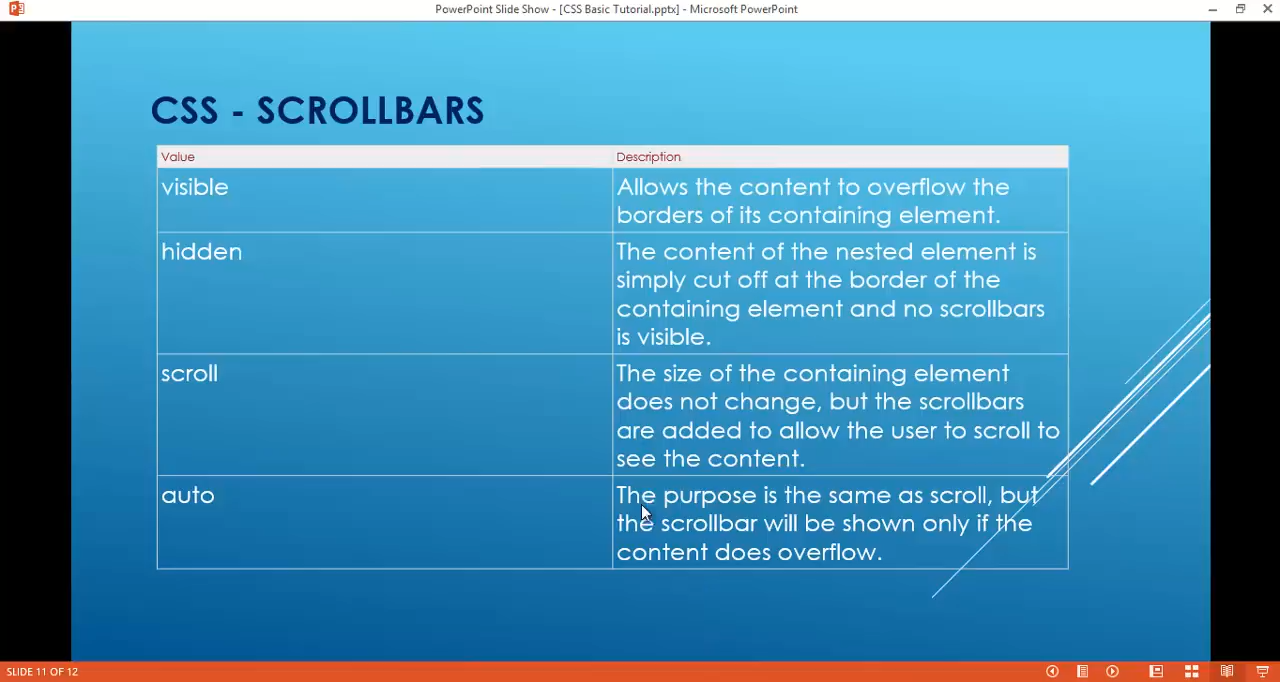 PowerPoint Slide Show - [CSS Basic Tutorial.pptx] - Microsoft PowerPoint
CSS - SCROLLBARS
Value
Description
visible
Allows the content to overflow the
borders of its containing element.
hidden
The content of the nested element is
simply cut off at the border of the
containing element and no scrollbars
is visible.
scroll
The size of the containing element
does not change, but the scrollbars
are added to allow the user to scroll to
see the content.
auto
The purpose is the same as scroll, but
the scrollbar will be shown only if the
content does overflow.
SLIDE 11 OF 12